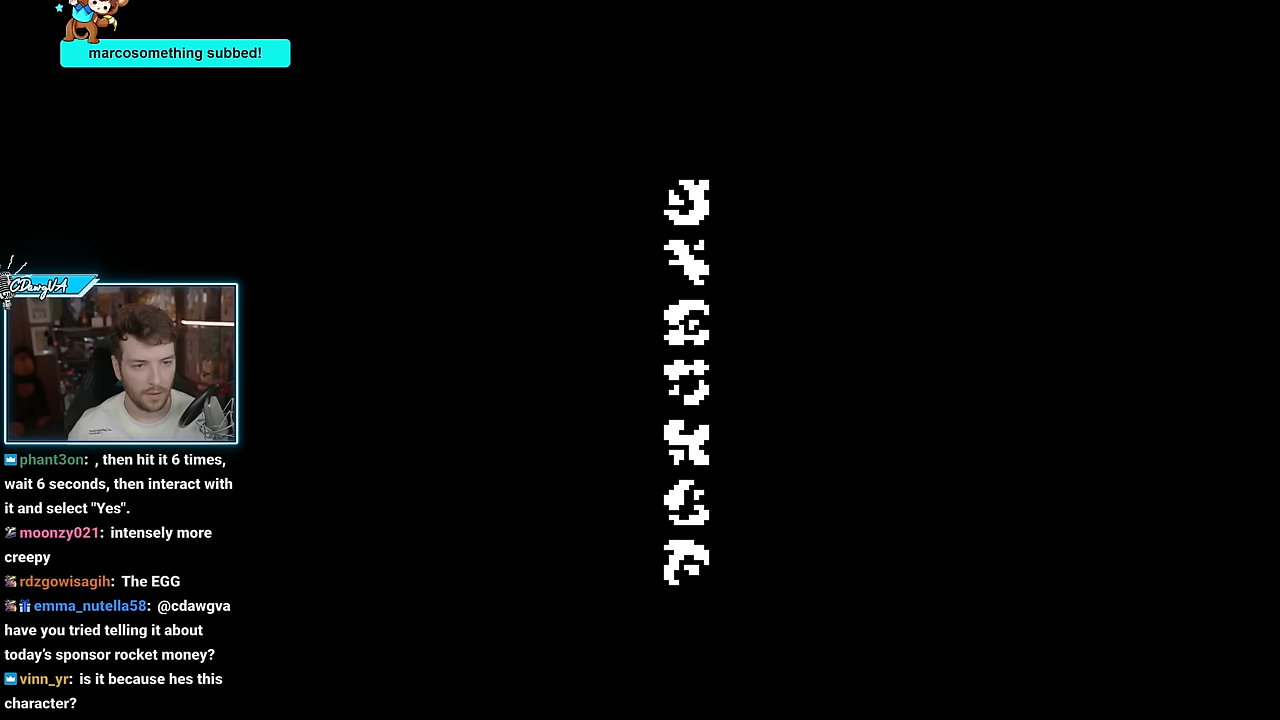 marcosomething subbed!
CDawgVA
phant3on: , then hit it 6 times,
wait 6 seconds, then interact with
it and select "Yes".
moonzy021: intensely more
creepy
rdzgowisagih: The EGG
emma_nutella58: @cdawgva
have you tried telling it about
today's sponsor rocket money?
vinn_yr: is it because hes this
character?